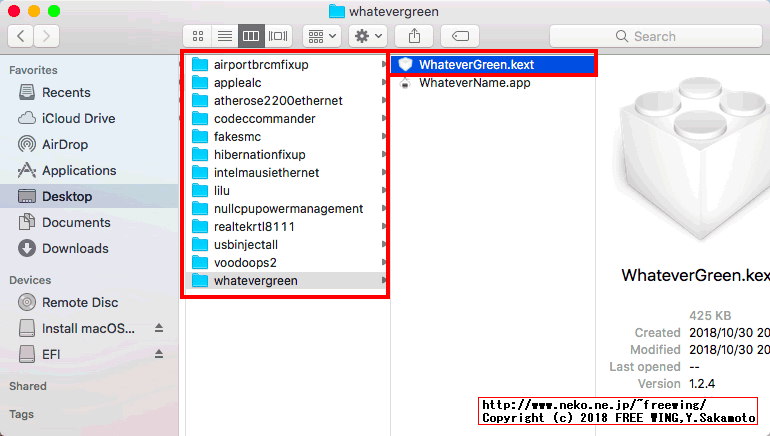 whatevergreen
Search
Favorites
Recents
iCloud Drive
AirDrop
Applications
Desktop
Documents
Downloads
Devices
Remote Disc
Install macOS...
EFI
Shared
Tags
airportbrcmfixup
applealc
atherose2200ethernet
codeccommander
fakesmc
hibernationfixup
intelmausiethernet
lilu
nullcpupowermanagement
realtekrtl8111
usbinjectall
voodoops2
whatevergreen
WhateverGreen.kext
WhateverName.app
WhateverGreen.kex
425 KB
Created 2018/10/30 20
Modified 2018/10/30 20
Last opened --
Version 1.2.4
http://www.neko.ne.jp/~freewing/
Copyright (c) 2018 FREE WING,Y.Sakamoto